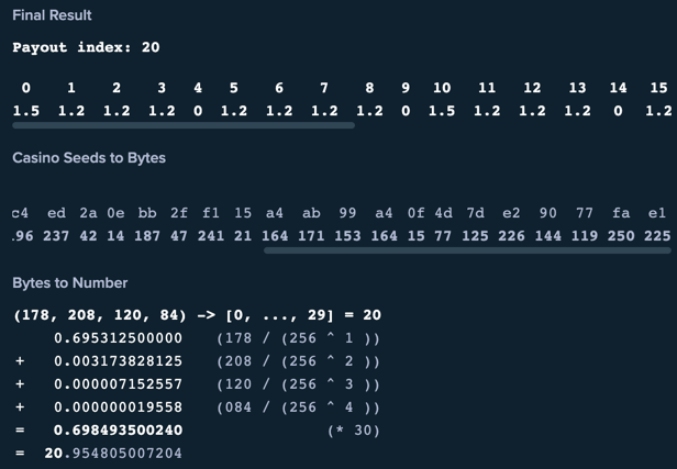 Final Result
Payout index: 20
0 1 2 3 4 5 6 7 8 9 10 11 12 13 14 15
1.5 1.2 1.2 1.2 0 1.2 1.2 1.2 1.2 0 1.5 1.2 1.2 1.2 0 1.2
Casino Seeds to Bytes
c4 ed 2a 0e bb 2f f1 15 a4 ab 99 a4 0f 4d 7d e2 90 77 fa e1
.96 237 42 14 187 47 241 21 164 171 153 164 15 77 125 226 144 119 250 225
Bytes to Number
(178, 208, 120, 84) -> [0, ..., 29] = 20
0.695312500000 (178 / (256 ^ 1 ))
+ 0.003173828125 (208 / (256 ^ 2 ))
+ 0.000007152557 (120 / (256 ^ 3 ))
+ 0.000000019558 (084 / (256 ^ 4 ))
= 0.698493500240 (* 30)
= 20.954805007204